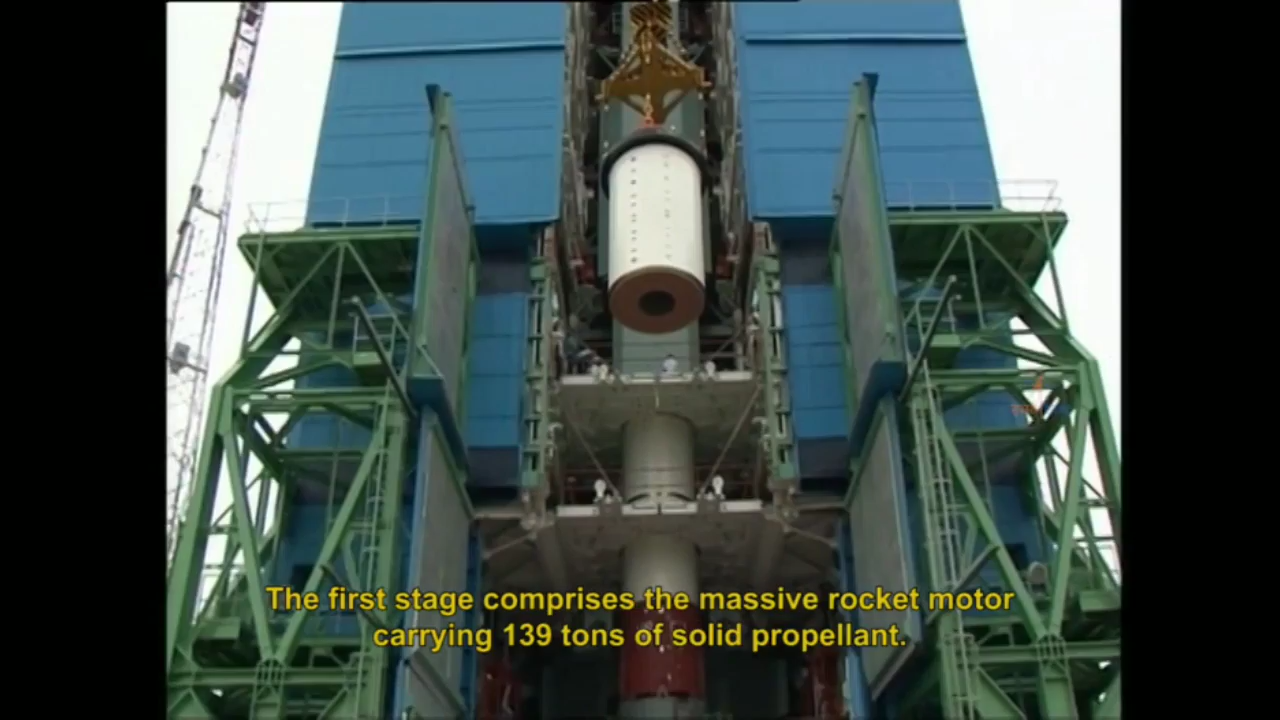 The first stage comprises the massive rocket motor
carrying 139 tons of solid propellant.